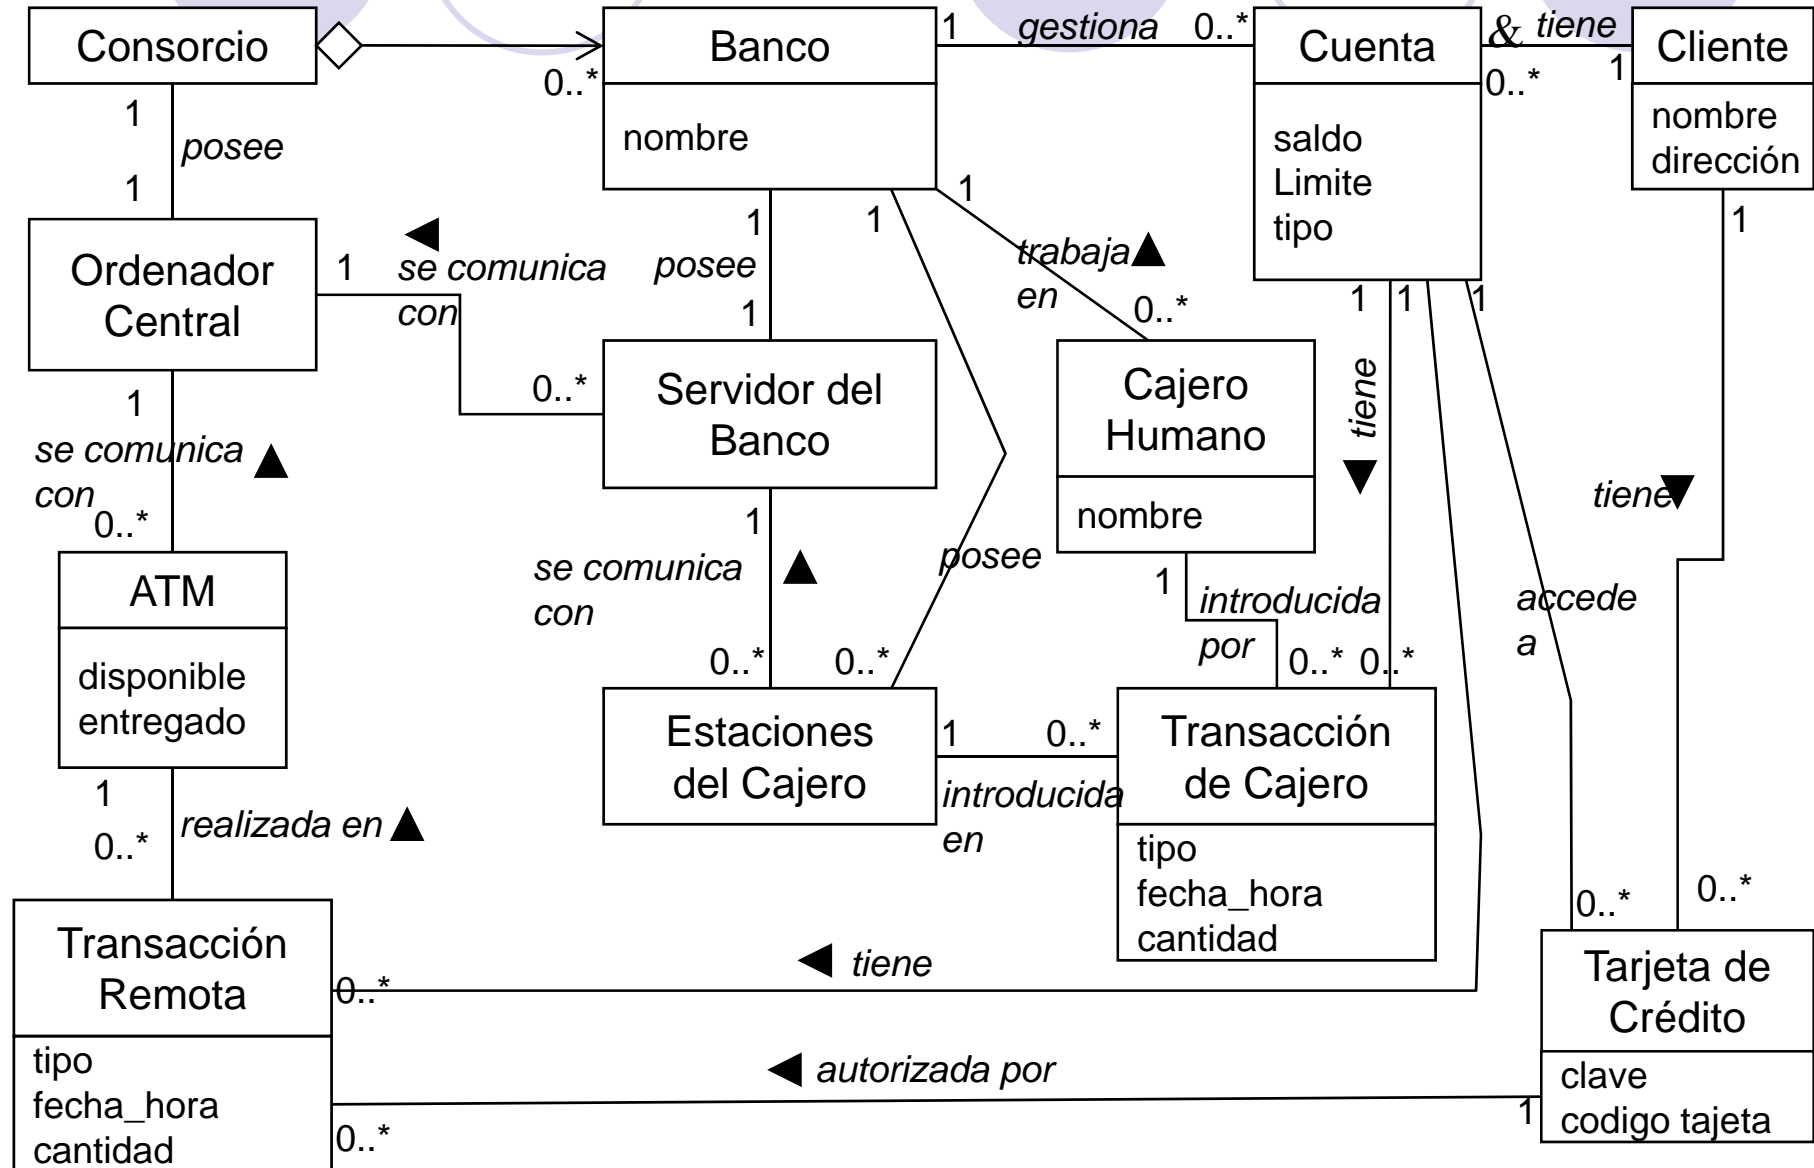 Consorcio
0..*
Banco
nombre
1
gestiona
0..*
Cuenta
saldo
Limite
tipo
& tiene
0..*
1
Cliente
nombre
dirección
1
posee
1
Ordenador
Central
1
se comunica
con
0..*
1
posee
1
1
1
trabaja
en
0..*
Servidor del
Banco
Cajero
Humano
nombre
1
1
1
tiene
1
tiene
1
se comunica
con
0..*
ATM
disponible
entregado
1
se comunica
con
0..*
posee
0..*
1
introducida
por
0..*
0..*
accede
a
Estaciones
del Cajero
1
0..*
introducida
en
Transacción
de Cajero
tipo
fecha_hora
cantidad
1
realizada en
0..*
Transacción
Remota
tipo
fecha_hora
cantidad
0..*
tiene
0..*
autorizada por
1
0..*
0..*
Tarjeta de
Crédito
clave
codigo tajeta